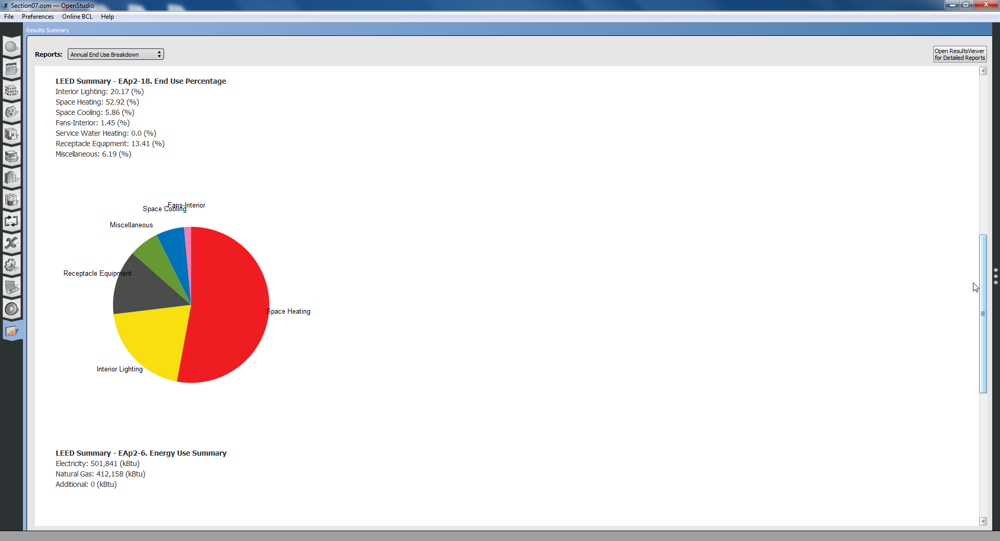 Section07.osm — OpenStudio
File Preferences Online BCL Help
Results Summary
Reports: Annual End Use Breakdown
Open ResultsViewer
for Detailed Reports
LEED Summary - EAp2-18. End Use Percentage
Interior Lighting: 20.17 (%)
Space Heating: 52.92 (%)
Space Cooling: 5.86 (%)
Fans-Interior: 1.45 (%)
Service Water Heating: 0.0 (%)
Receptacle Equipment: 13.41 (%)
Miscellaneous: 6.19 (%)
Fans-Interior
Space Cooling
Miscellaneous
Receptacle Equipment
Space Heating
Interior Lighting
LEED Summary - EAp2-6. Energy Use Summary
Electricity: 501,841 (kBtu)
Natural Gas: 412,158 (kBtu)
Additional: 0 (kBtu)